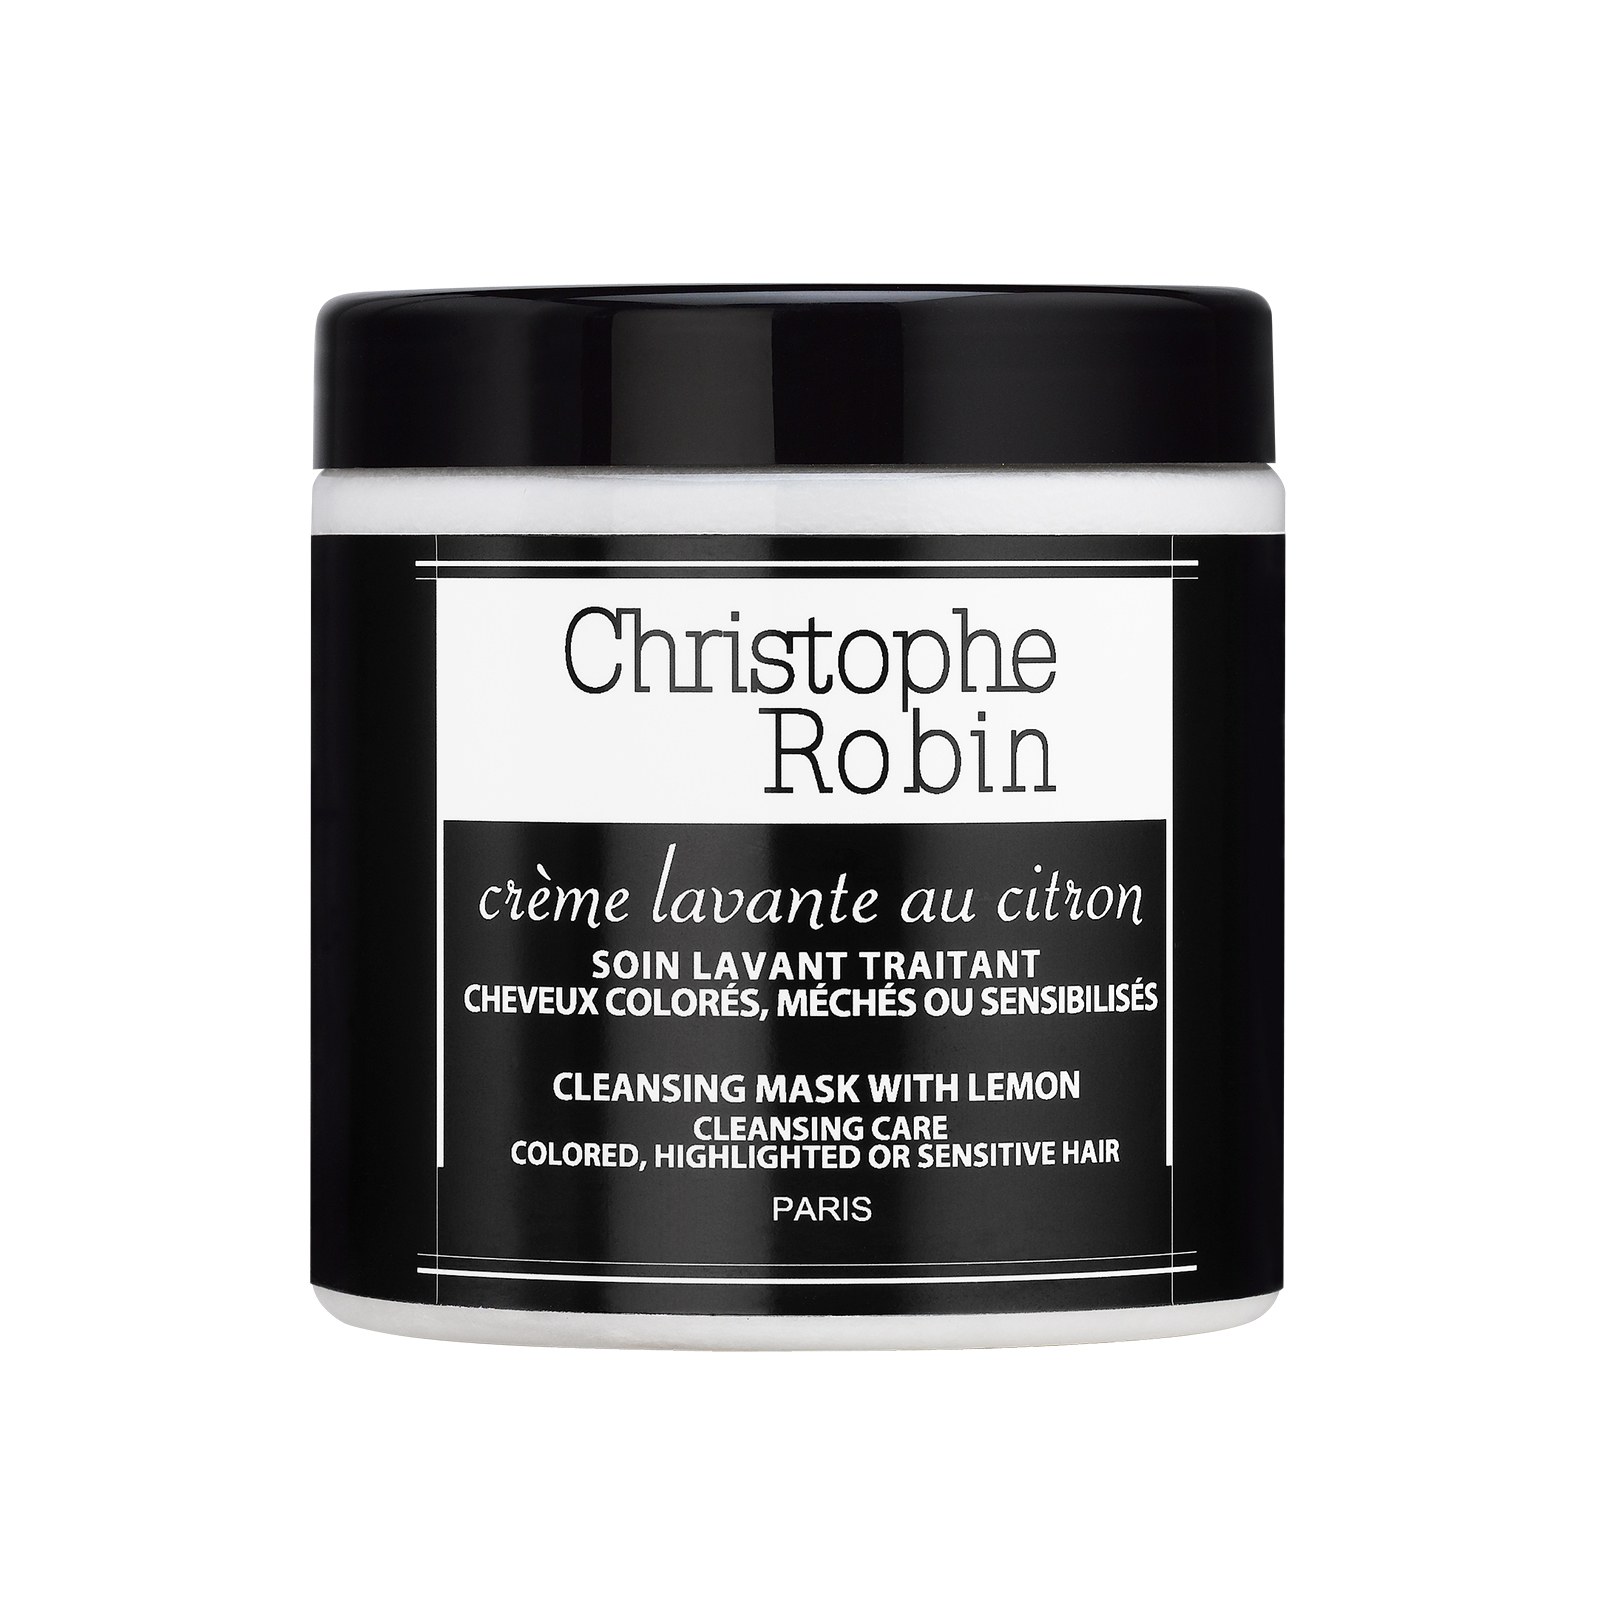 Christophe
Robin
crème lavante au citron
SOIN LAVANT TRAITANT
CHEVEUX COLORÉS, MÉCHÉS OU SENSIBILISÉS
CLEANSING MASK WITH LEMON
CLEANSING CARE
COLORED, HIGHLIGHTED OR SENSITIVE HAIR
PARIS